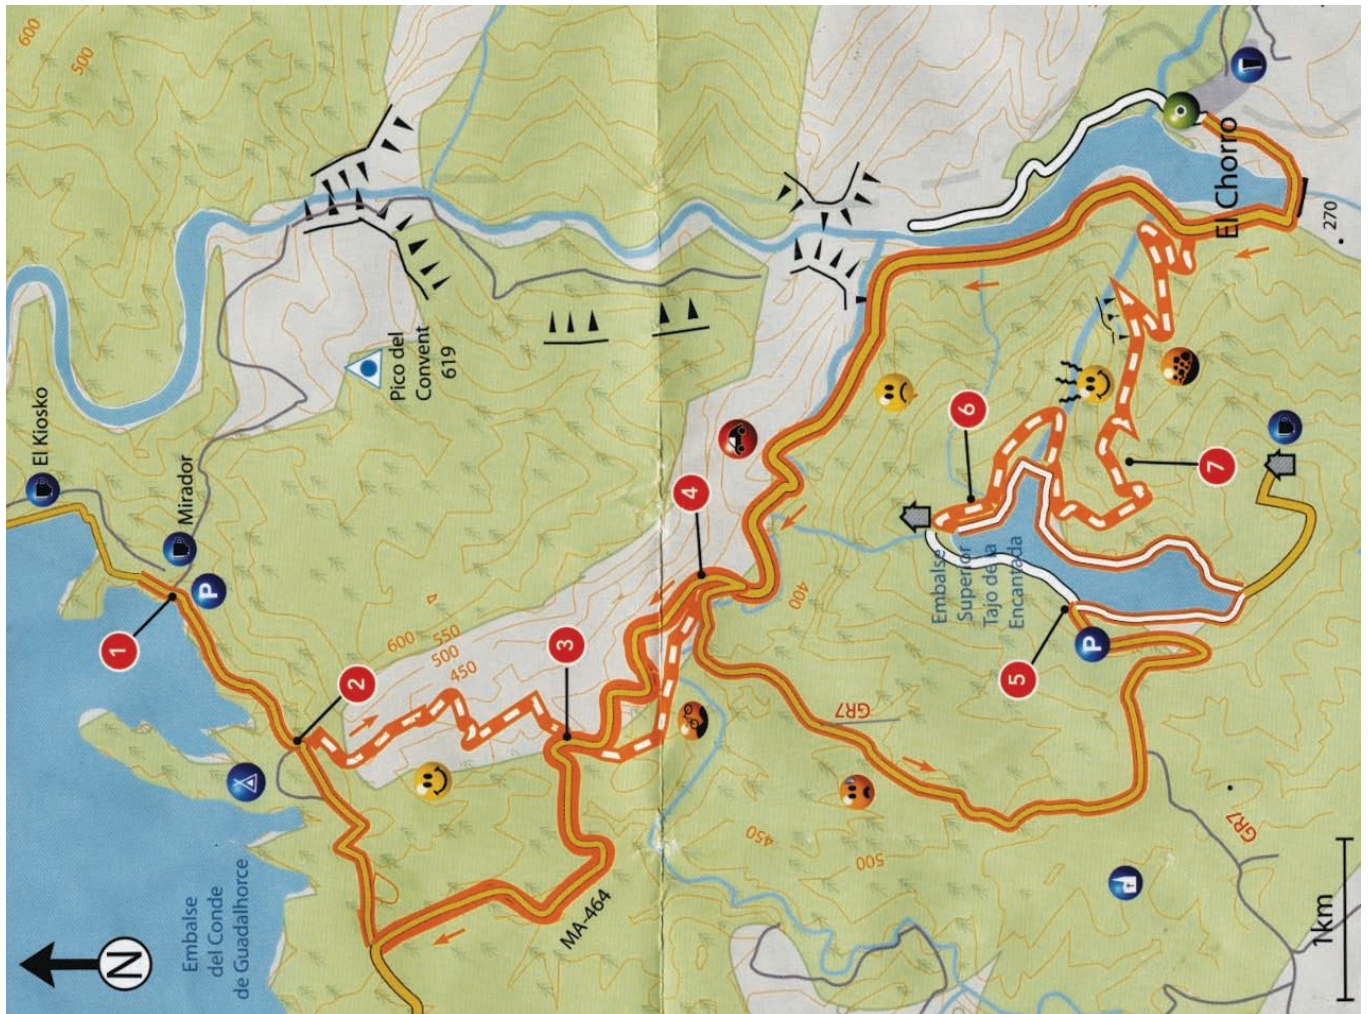 600
500
El Kiosko
Mirador
P
1
Pico del
Convent
619
2
600
550
500
450
3
4
N
Embalse
del Conde
de Guadalhorce
MA-464
GR7
400
6
Embalse
Superior
Tajo de la
Encantada
5
P
7
El Chorro
270
450
500
GR7
1km